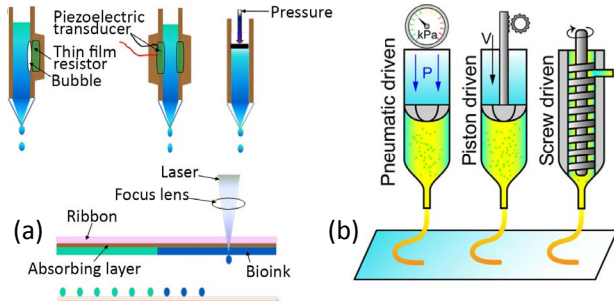 Piezoelectric
transducer
Thin film
resistor
Bubble
Pressure
Laser
Focus lens
(a)
Ribbon
Absorbing layer
Bioink
kPa
Pneumatic driven
P
Piston driven
V
Screw driven
(b)